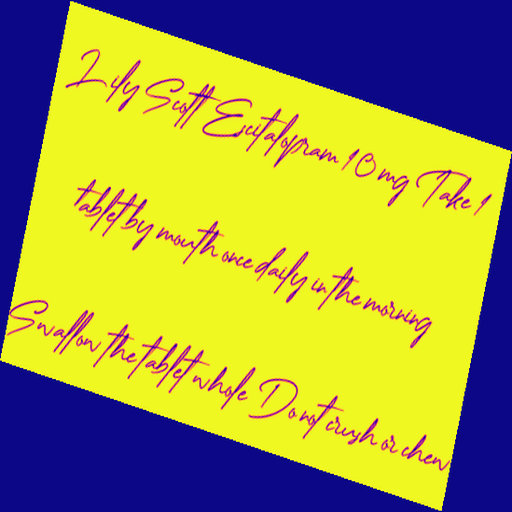 Lily Scott Escitalopram 10 mg Take 1
tablet by mouth once daily in the morning
Swallow the tablet whole Do not crush or chew